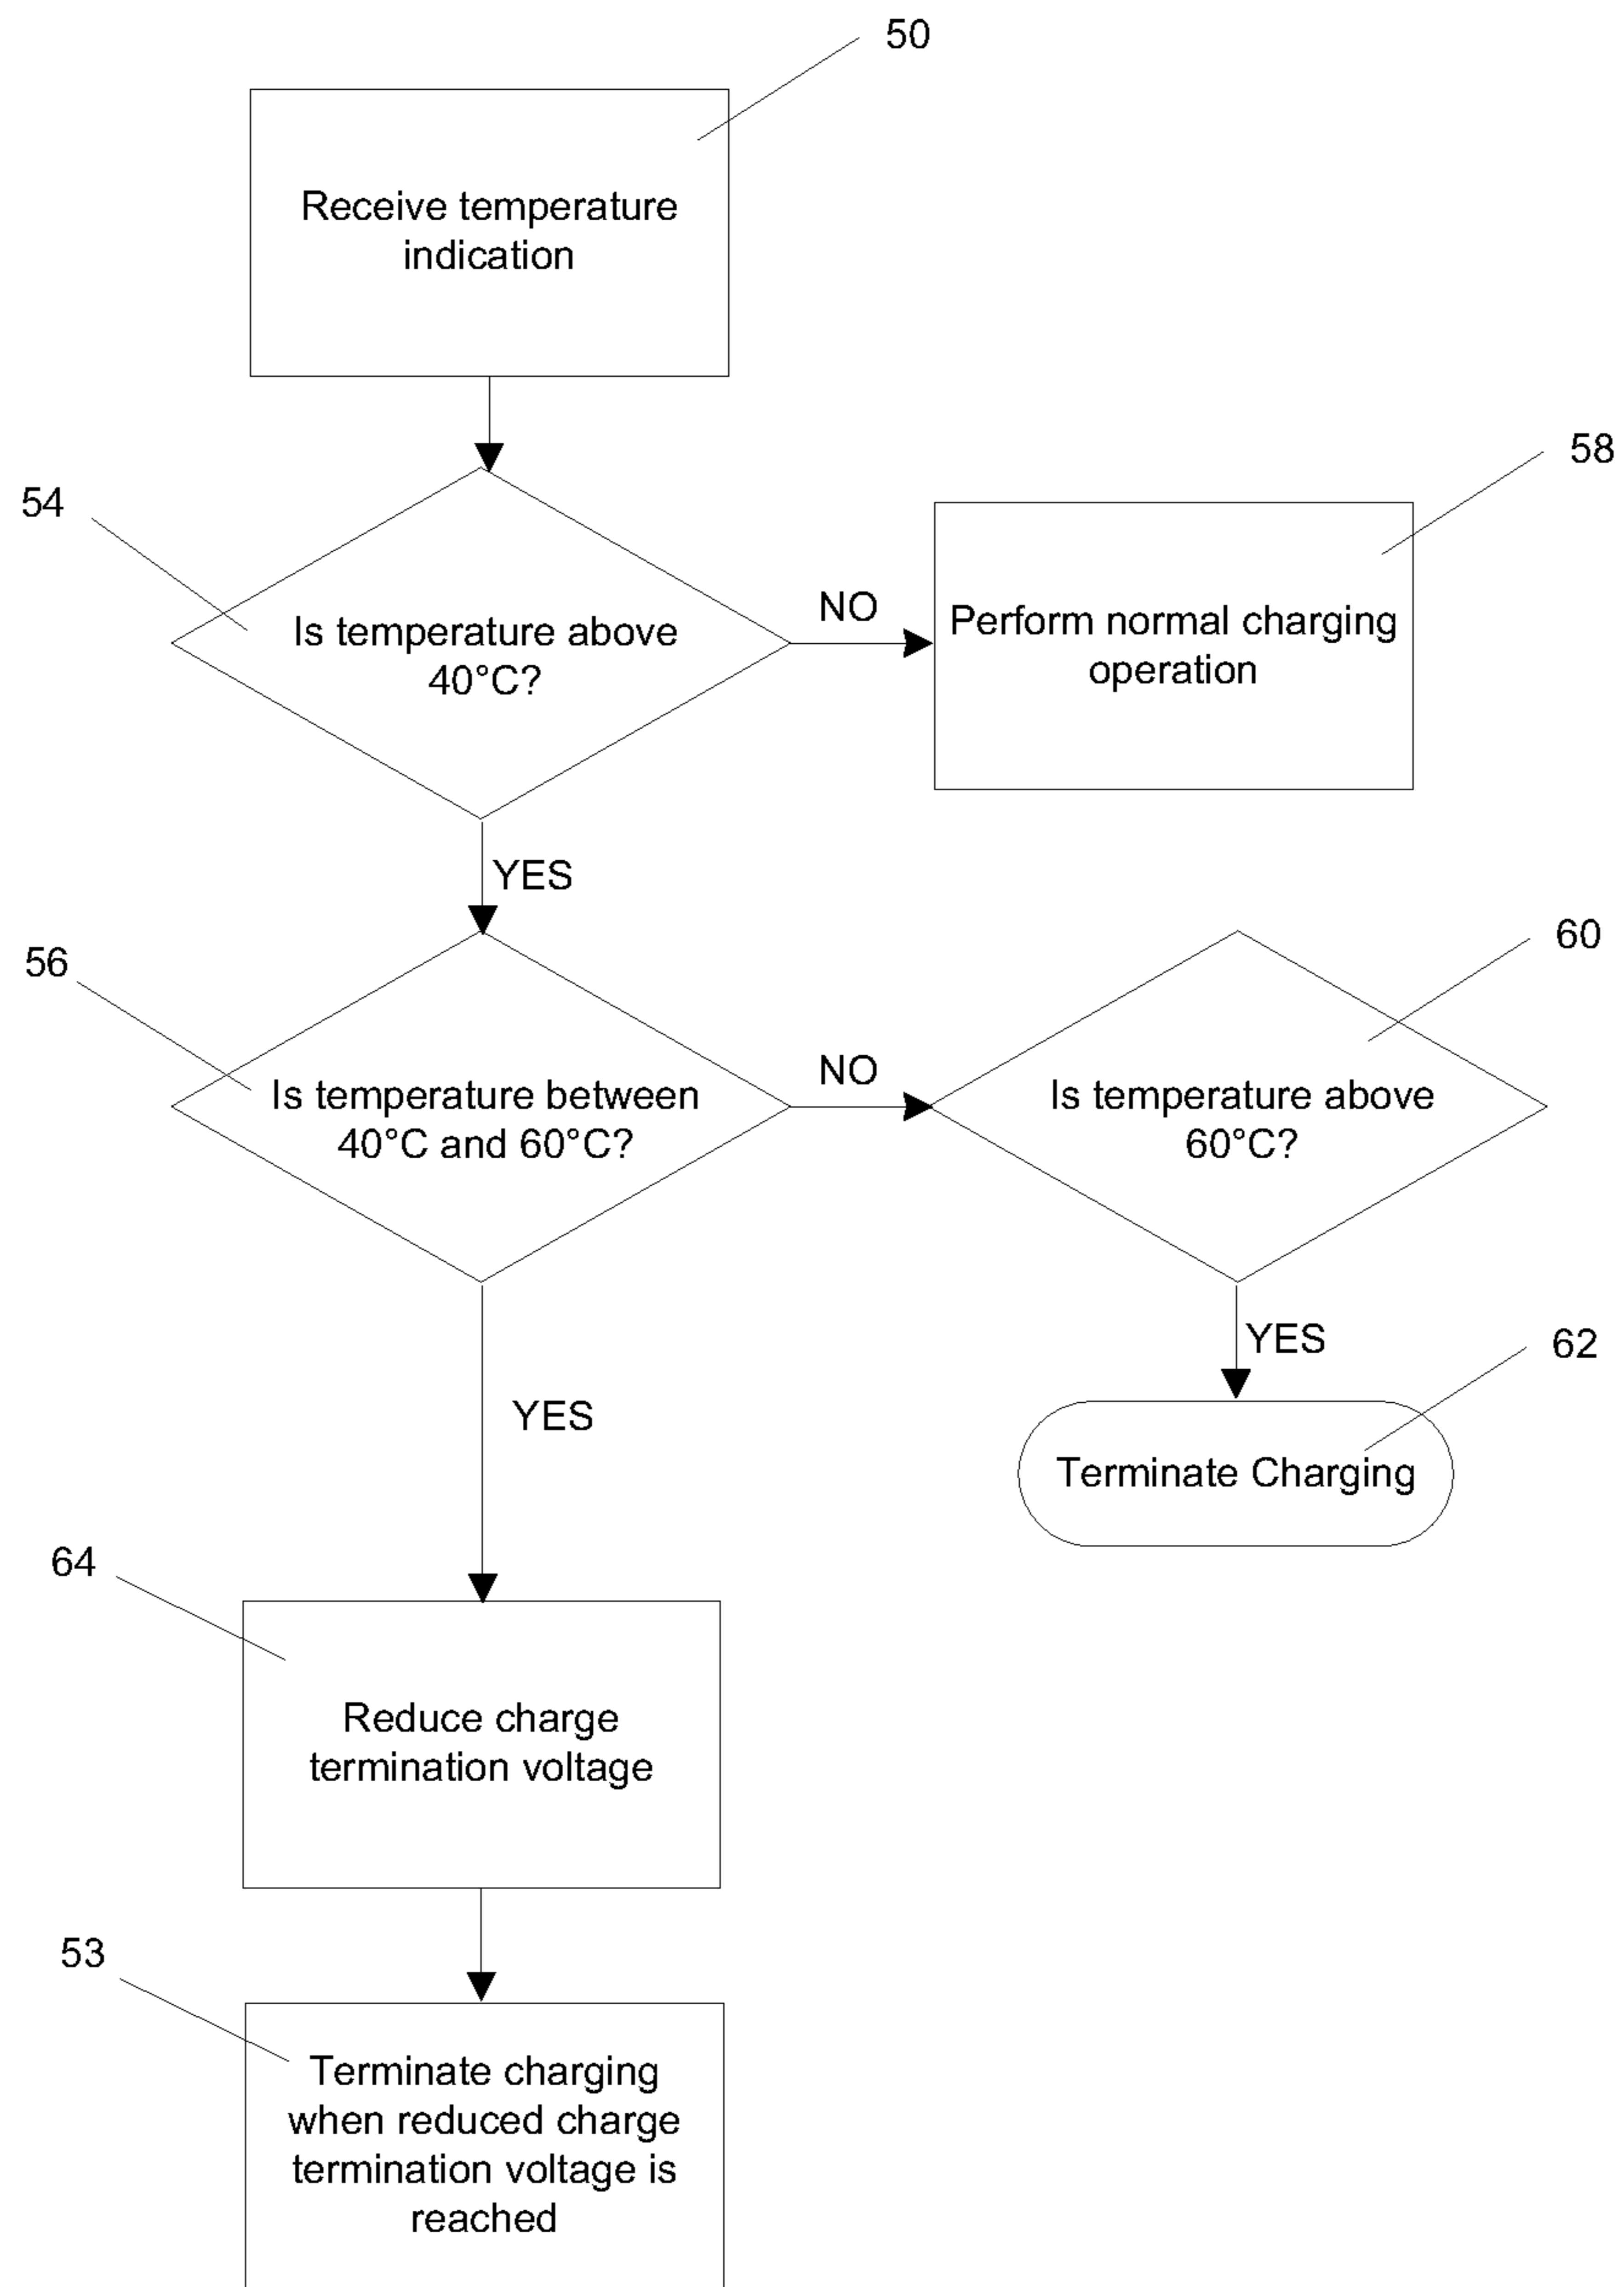 50
Receive temperature
indication
54
Is temperature above
40°C?
NO
58
Perform normal charging
operation
YES
56
Is temperature between
40°C and 60°C?
NO
60
Is temperature above
60°C?
YES
62
Terminate Charging
YES
64
Reduce charge
termination voltage
53
Terminate charging
when reduced charge
termination voltage is
reached